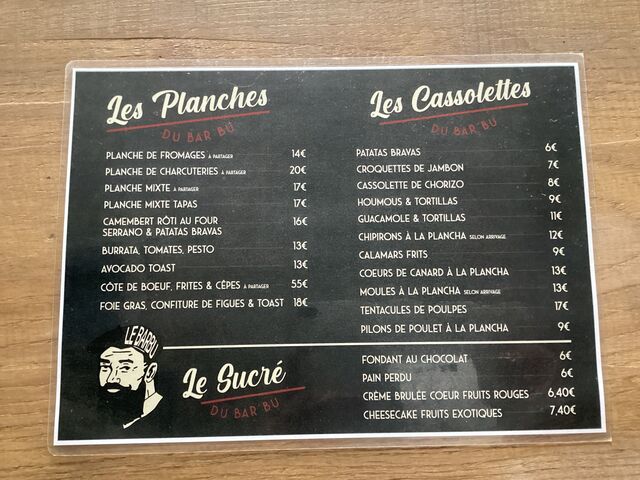 Les Planches
DU BAR BU
PLANCHE DE FROMAGES À PARTAGER 14€
PLANCHE DE CHARCUTERIES À PARTAGER 20€
PLANCHE MIXTE À PARTAGER 17€
PLANCHE MIXTE TAPAS 17€
CAMEMBERT RÔTI AU FOUR 16€
SERRANO & PATATAS BRAVAS
BURRATA, TOMATES, PESTO 13€
AVOCADO TOAST 13€
CÔTE DE BOEUF, FRITES & CÈPES À PARTAGER 55€
FOIE GRAS, CONFITURE DE FIGUES & TOAST 18€
Les Cassolettes
DU BAR BU
PATATAS BRAVAS 6€
CROQUETTES DE JAMBON 7€
CASSOLETTE DE CHORIZO 8€
HOUMOUS & TORTILLAS 9€
GUACAMOLE & TORTILLAS 11€
CHIPIRONS À LA PLANCHA SELON ARRIVAGE 12€
CALAMARS FRITS 9€
COEURS DE CANARD À LA PLANCHA 13€
MOULES À LA PLANCHA SELON ARRIVAGE 13€
TENTACULES DE POULPES 17€
PILONS DE POULET À LA PLANCHA 9€
LE BARBU
Le Sucré
DU BAR BU
FONDANT AU CHOCOLAT 6€
PAIN PERDU 6€
CRÈME BRULÉE COEUR FRUITS ROUGES 6,40€
CHEESECAKE FRUITS EXOTIQUES 7,40€